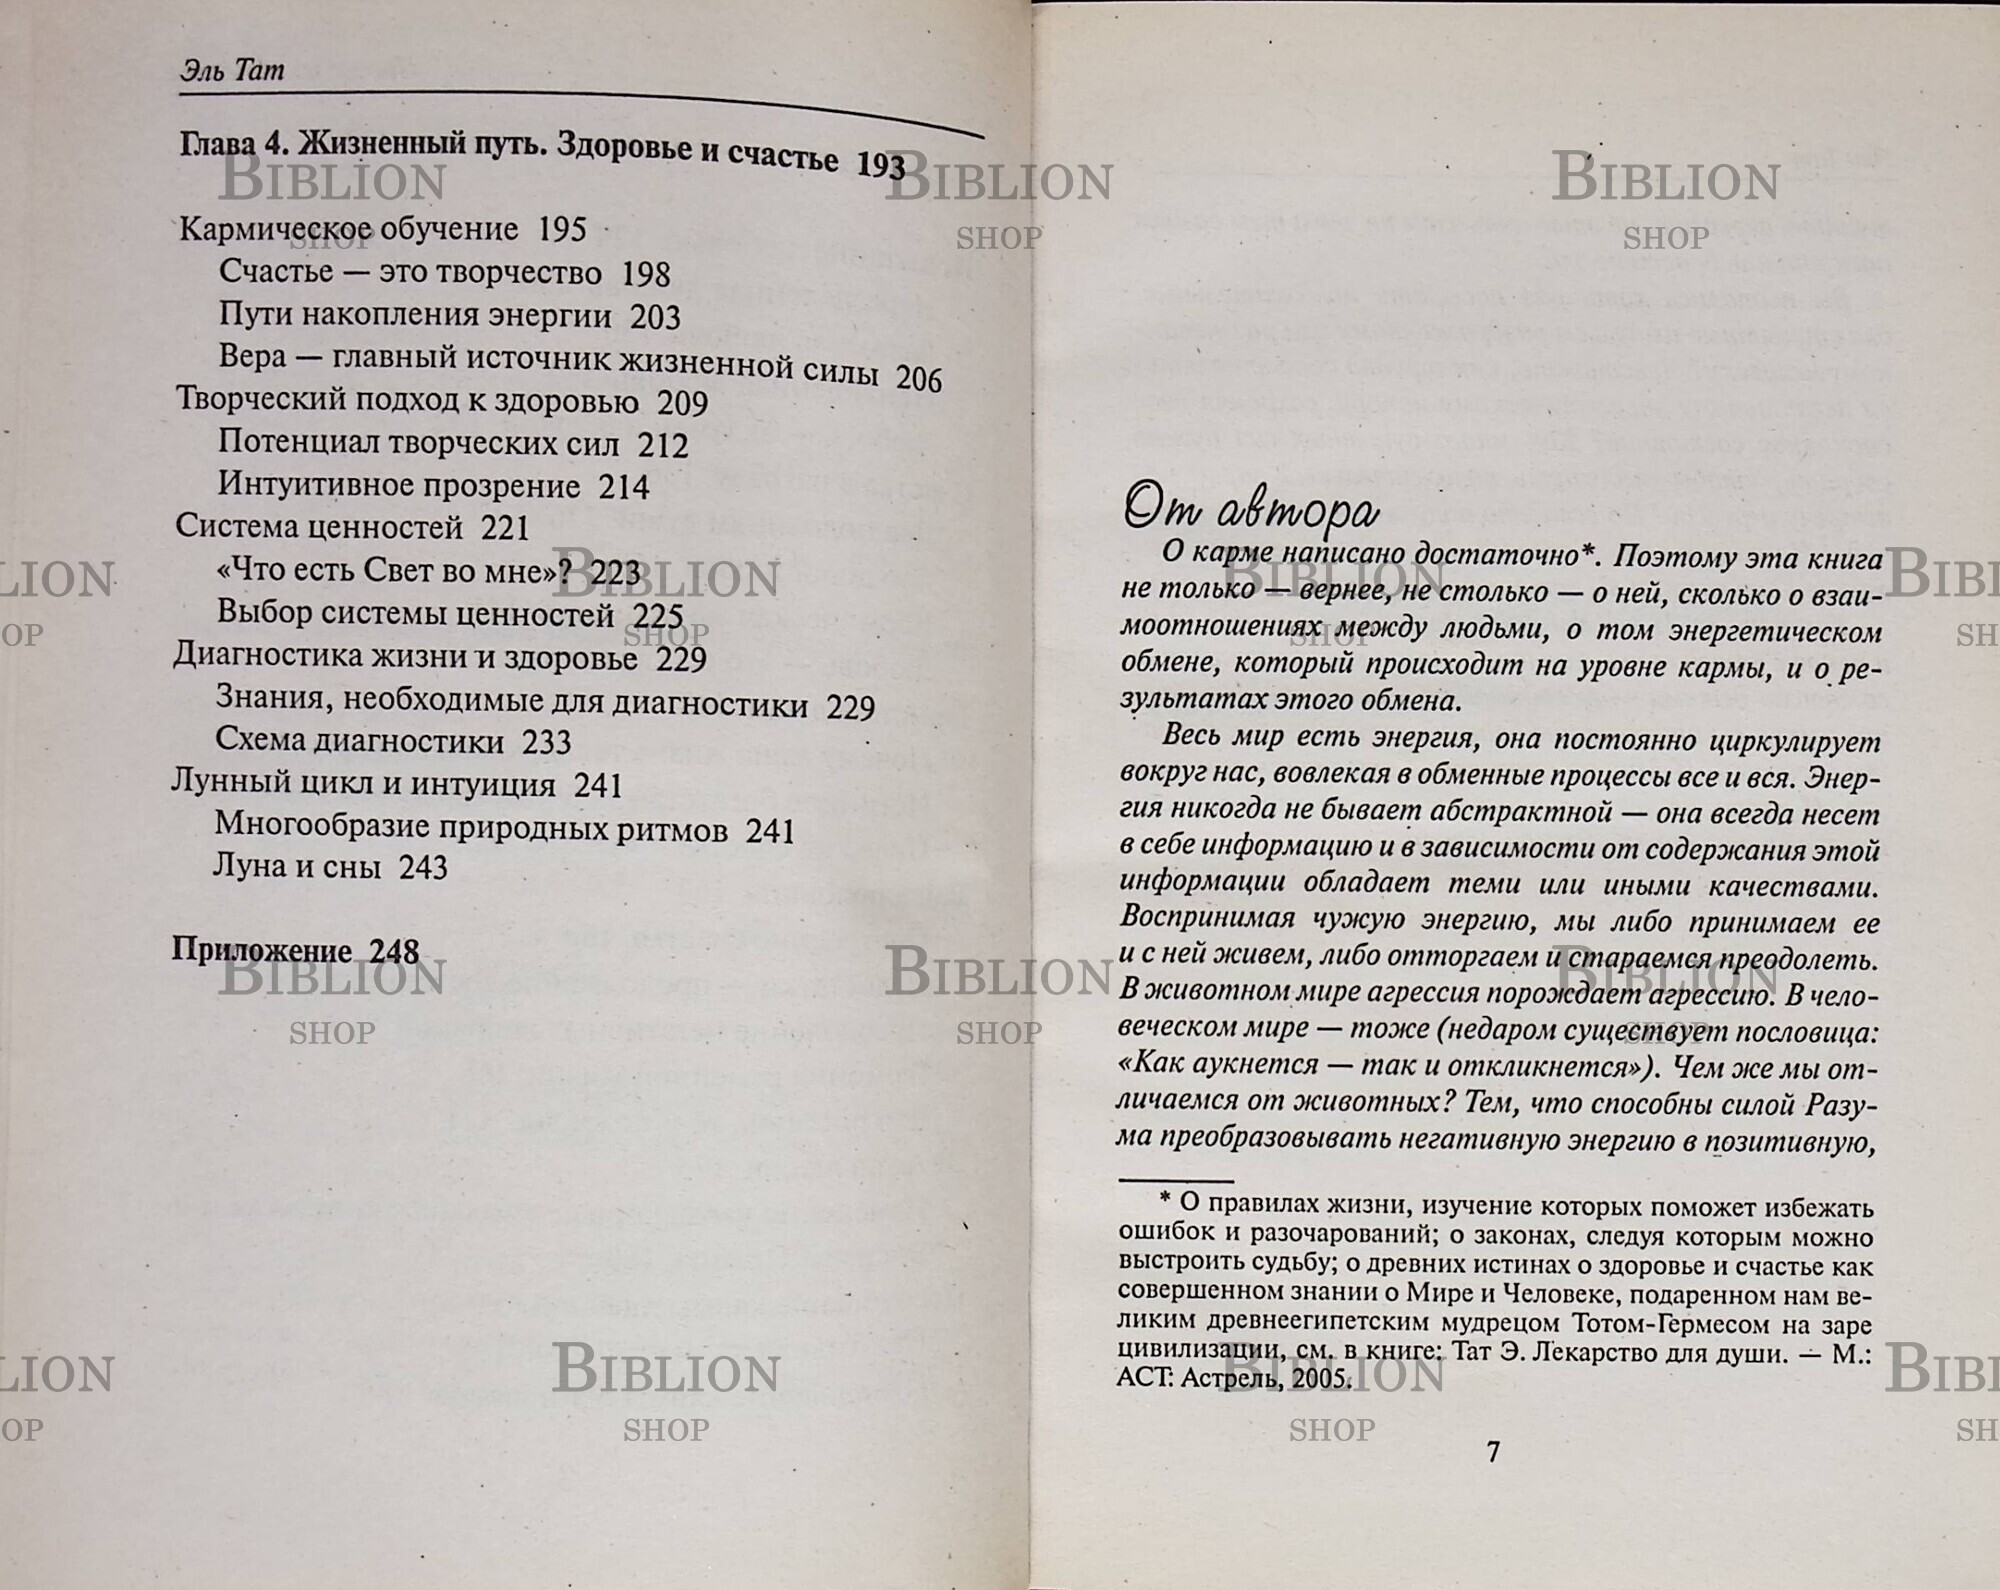 Эль Тат
Глава 4. Жизненный путь. Здоровье и счастье 193
Кармическое обучение 195
Счастье — это творчество 198
Пути накопления энергии 203
Вера — главный источник жизненной силы 206
Творческий подход к здоровью 209
Потенциал творческих сил 212
Интуитивное прозрение 214
Система ценностей 221
«Что есть Свет во мне»? 223
Выбор системы ценностей 225
Диагностика жизни и здоровье 229
Знания, необходимые для диагностики 229
Схема диагностики 233
Лунный цикл и интуиция 241
Многообразие природных ритмов 241
Луна и сны 243
Приложение 248
От автора
О карме написано достаточно*. Поэтому эта книга
не только — вернее, не столько — о ней, сколько о взаи-
моотношениях между людьми, о том энергетическом
обмене, который происходит на уровне кармы, и о ре-
зультатах этого обмена.
Весь мир есть энергия, она постоянно циркулирует
вокруг нас, вовлекая в обменные процессы все и вся. Энер-
гия никогда не бывает абстрактной — она всегда несет
в себе информацию и в зависимости от содержания этой
информации обладает теми или иными качествами.
Воспринимая чужую энергию, мы либо принимаем ее
и с ней живем, либо отторгаем и стараемся преодолеть.
В животном мире агрессия порождает агрессию. В чело-
веческом мире — тоже (недаром существует пословица:
«Как аукнется — так и откликнется»). Чем же мы от-
личаемся от животных? Тем, что способны силой Разу-
ма преобразовывать негативную энергию в позитивную,
* О правилах жизни, изучение которых поможет избежать
ошибок и разочарований; о законах, следуя которым можно
выстроить судьбу; о древних истинах о здоровье и счастье как
совершенном знании о Мире и Человеке, подаренном нам ве-
ликим древнеегипетским мудрецом Тотом-Гермесом на заре
цивилизации, см. в книге: Тат Э. Лекарство для души. — М.:
АСТ: Астрель, 2005.
7
BIBLION
SHOP